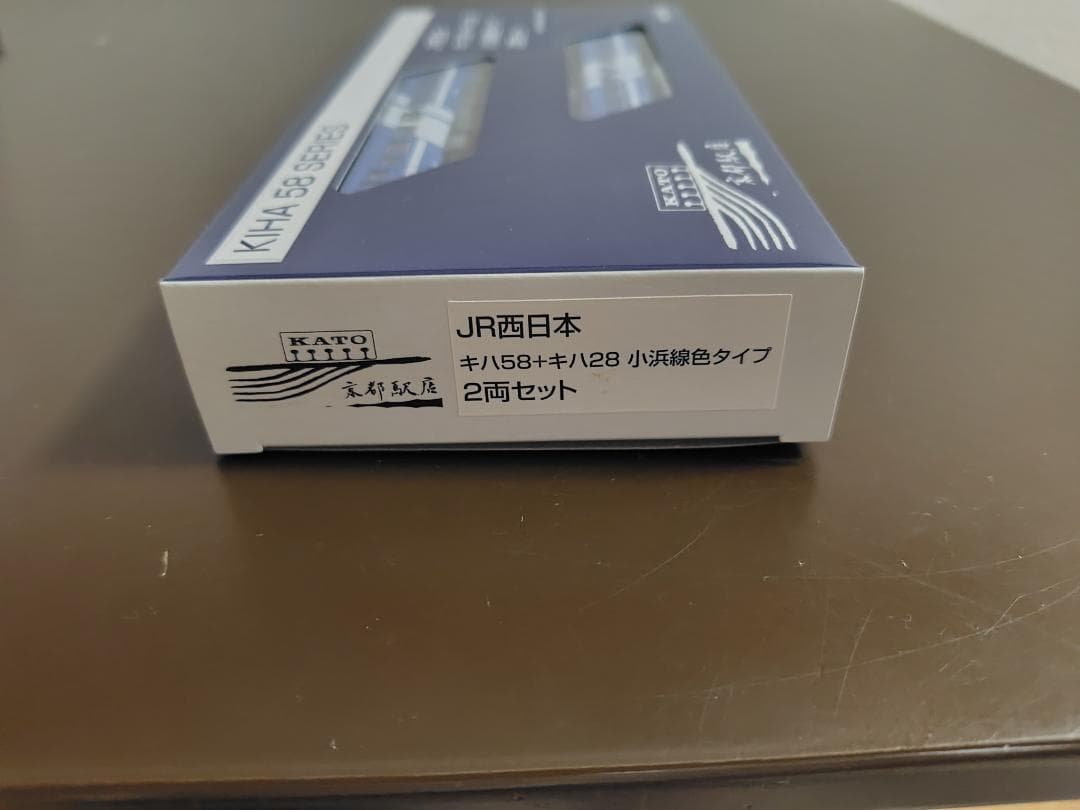 KIHA 58 SERIES
KATO
京都駅店
KATO
京都駅店
JR西日本
キハ58+キハ28 小浜線色タイプ
2両セット